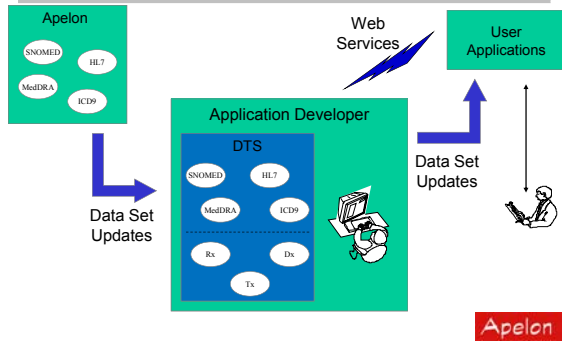 Apelon
SNOMED
HL7
MedDRA
ICD9
Data Set
Updates
Application Developer
DTS
SNOMED
HL7
MedDRA
ICD9
Rx
Dx
Tx
Web
Services
User
Applications
Data Set
Updates
Apelon